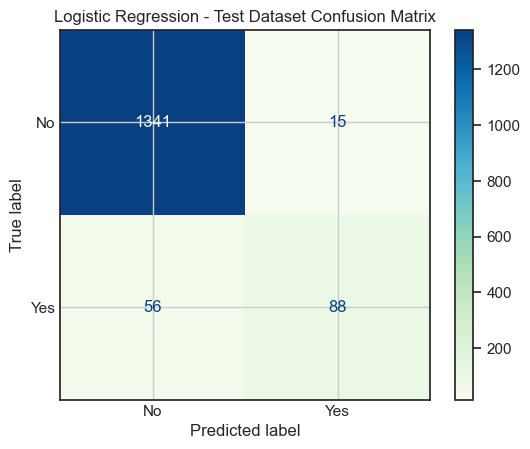 Logistic Regression - Test Dataset Confusion Matrix
True label
No
1341
15
Yes
56
88
No
Yes
Predicted label
1200
1000
800
600
400
200